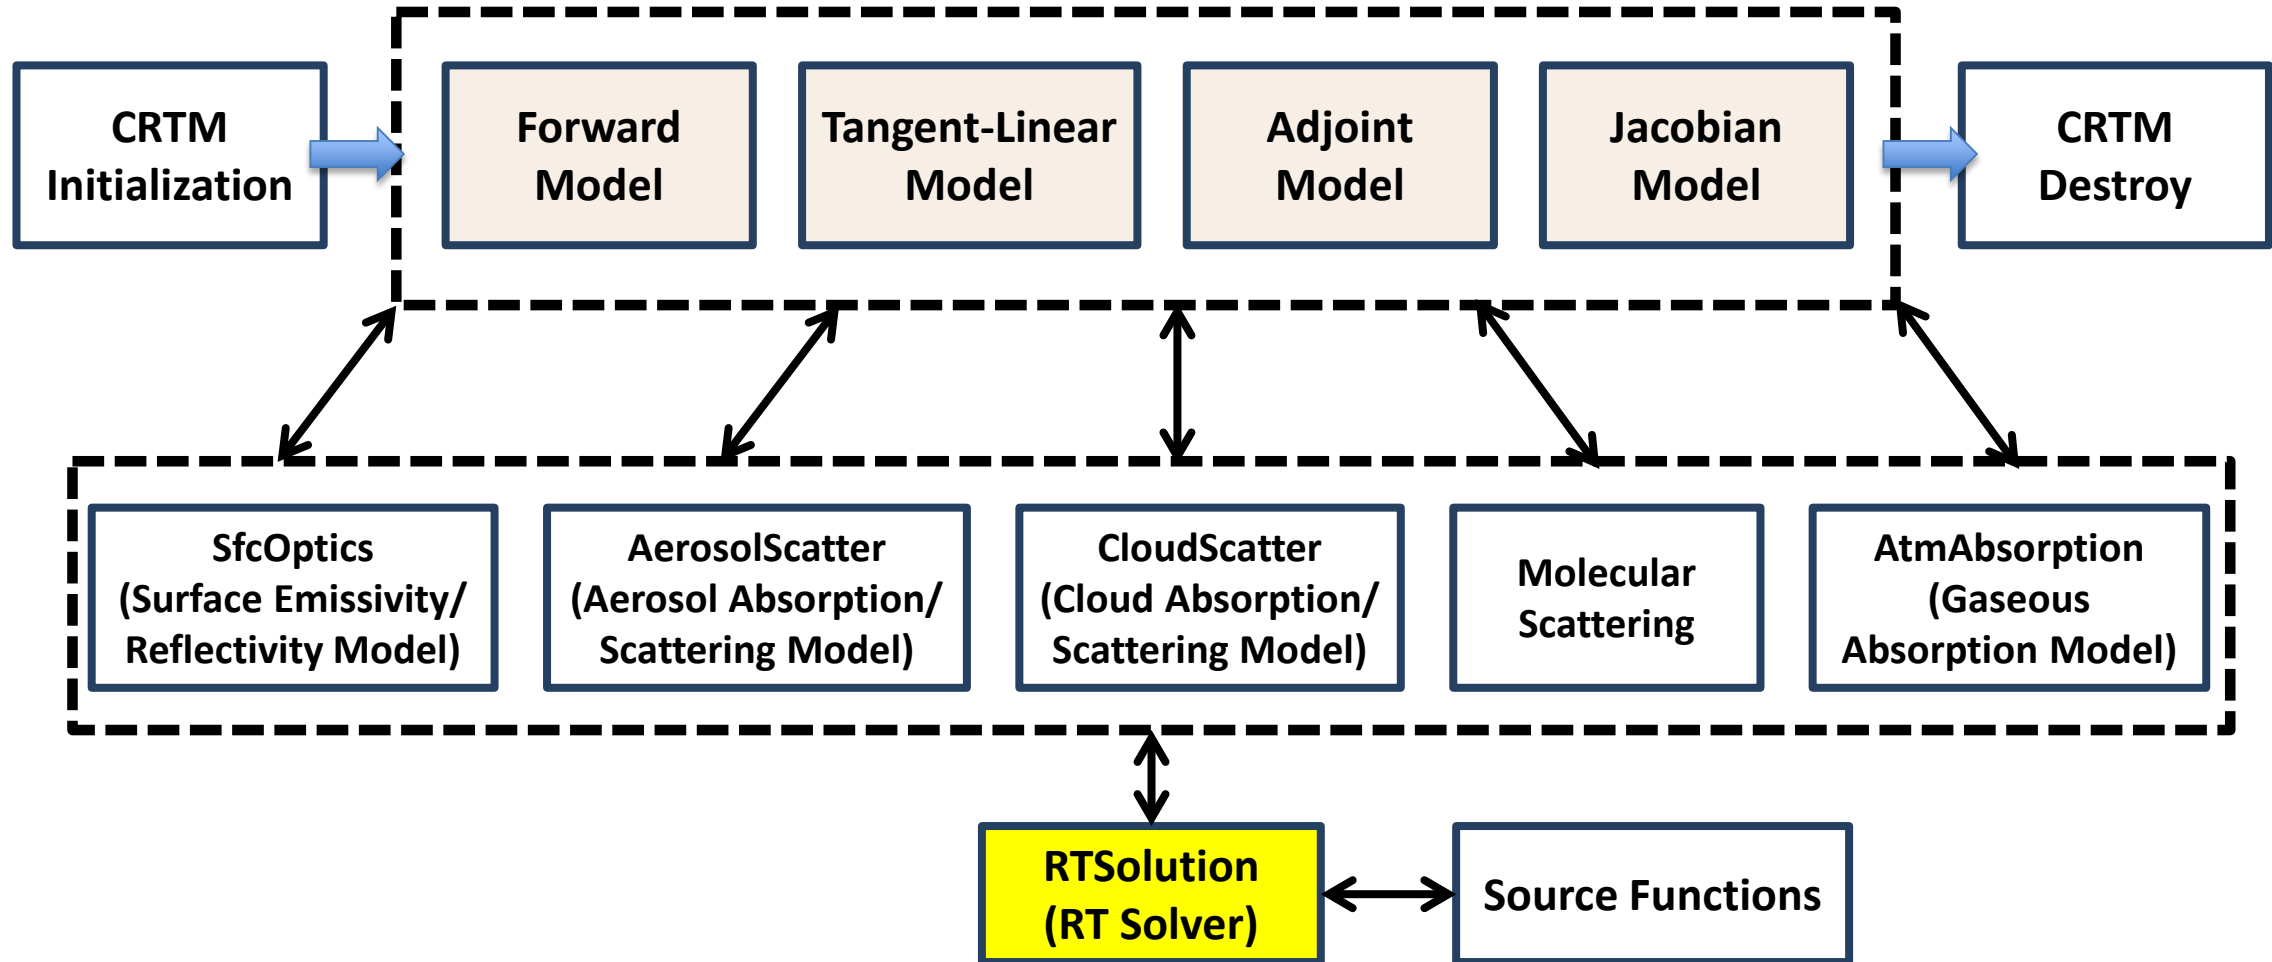 CRTM
Initialization
Forward
Model
Tangent-Linear
Model
Adjoint
Model
Jacobian
Model
CRTM
Destroy
SfcOptics
(Surface Emissivity/
Reflectivity Model)
AerosolScatter
(Aerosol Absorption/
Scattering Model)
CloudScatter
(Cloud Absorption/
Scattering Model)
Molecular
Scattering
AtmAbsorption
(Gaseous
Absorption Model)
RTSolution
(RT Solver)
Source Functions